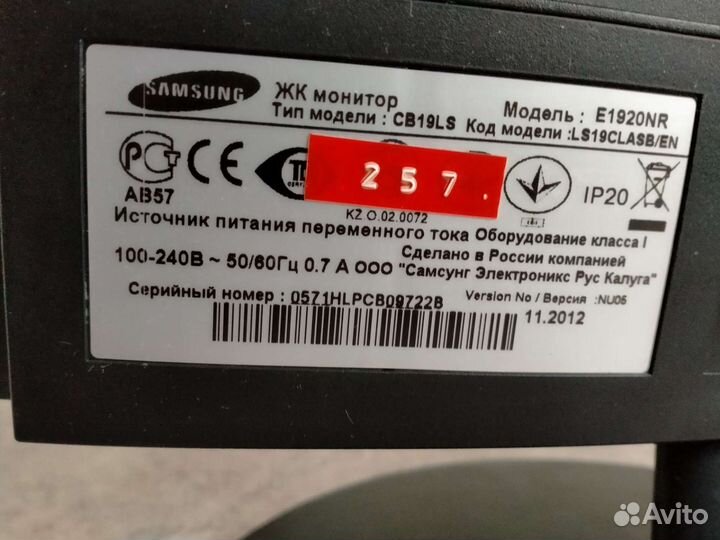 SAMSUNG
ЖК монитор
Модель : E1920NR
Тип модели : CB19LS Код модели :LS19CLASB/EN
АВ57
257.
IP20
KZ.O.02.0072
Источник питания переменного тока Оборудование класса I
100-240В ~ 50/60Гц 0.7 А
Сделано в России компанией
ООО "Самсунг Электроникс Рус Калуга"
Серийный номер : 0571HLPCB09722B
Version No / Версия :NU05
11.2012
Avito